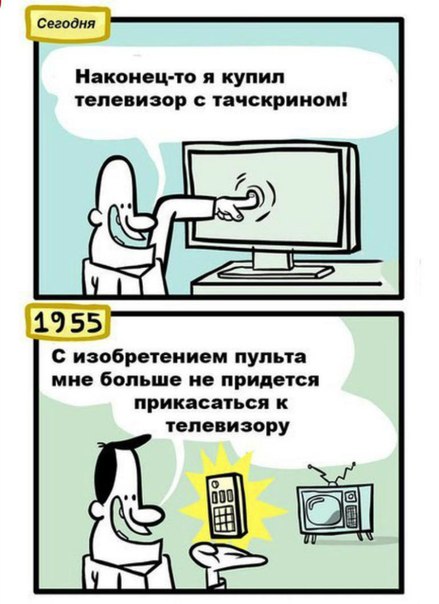 Сегодня
Наконец-то я купил
телевизор с тачскрином!
1955
С изобретением пульта
мне больше не придется
прикасаться к
телевизору